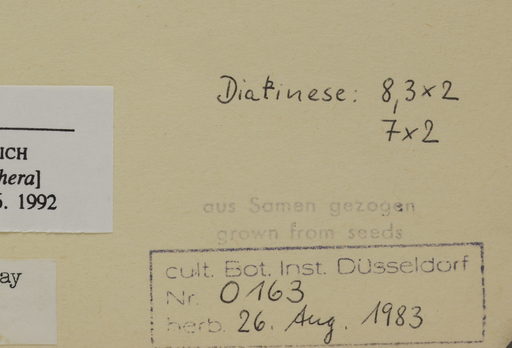 Diakinese: 8,3×2
7×2
ICH
hera]
. 1992
aus Samen gezogen
grown from seeds
ay
cult. Bot. Inst. Düsseldorf
Nr. 0163
herb. 26. Aug. 1983